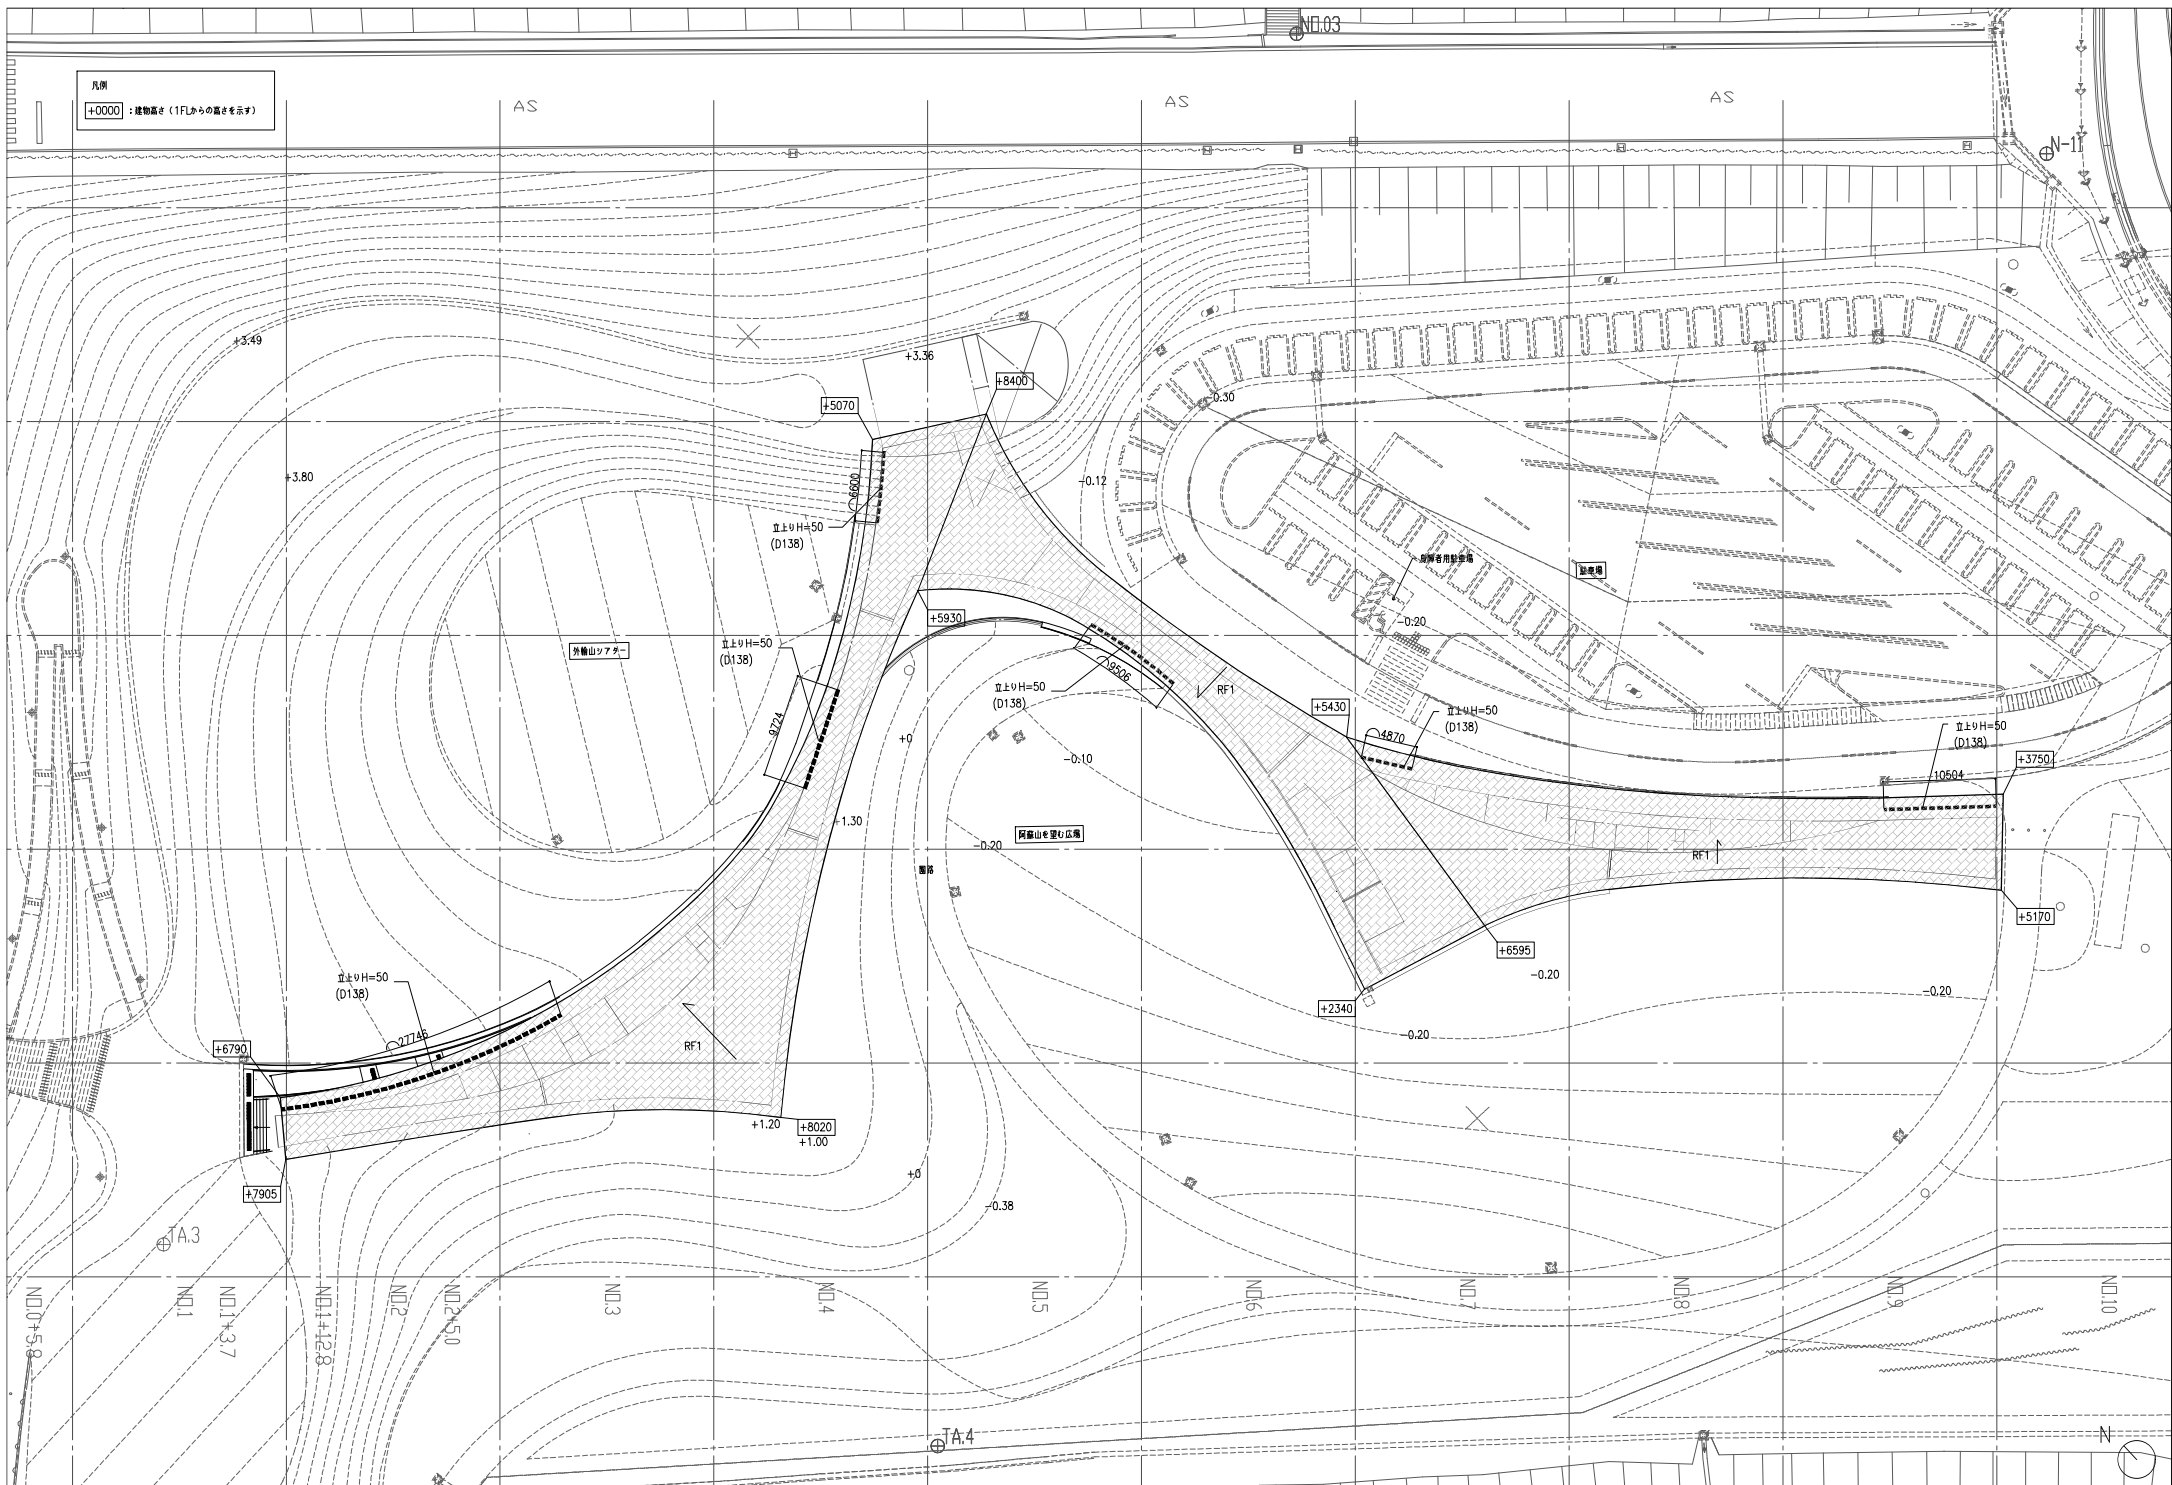 NO.03
凡例
+0000 :建物高さ(1FLからの高さを示す)
AS
AS
AS
N-11
+3.49
+3.36
+8400
+5070
-0.30
+3.80
6600
-0.12
立上りH=50
(D138)
身障者用駐車場
駐車場
+5930
-0.20
外輪山シアター
立上りH=50
(D138)
9506
立上りH=50
(D138)
RF1
+5430
立上りH=50
(D138)
4870
立上りH=50
(D138)
9724
+0
-0.10
+3750
10504
+1.30
阿蘇山を望む広場
-0.20
RF1
園路
+5170
+6595
立上りH=50
(D138)
-0.20
-0.20
+2340
-0.20
27746
+6790
RF1
+1.20
+8020
+1.00
+0
+7905
-0.38
TA.3
NO.0+5.8
NO.1
NO.1+3.7
NO.1+12.8
NO.2
NO.2+5.0
NO.3
NO.4
NO.5
NO.6
NO.7
NO.8
NO.9
NO.10
TA.4
N